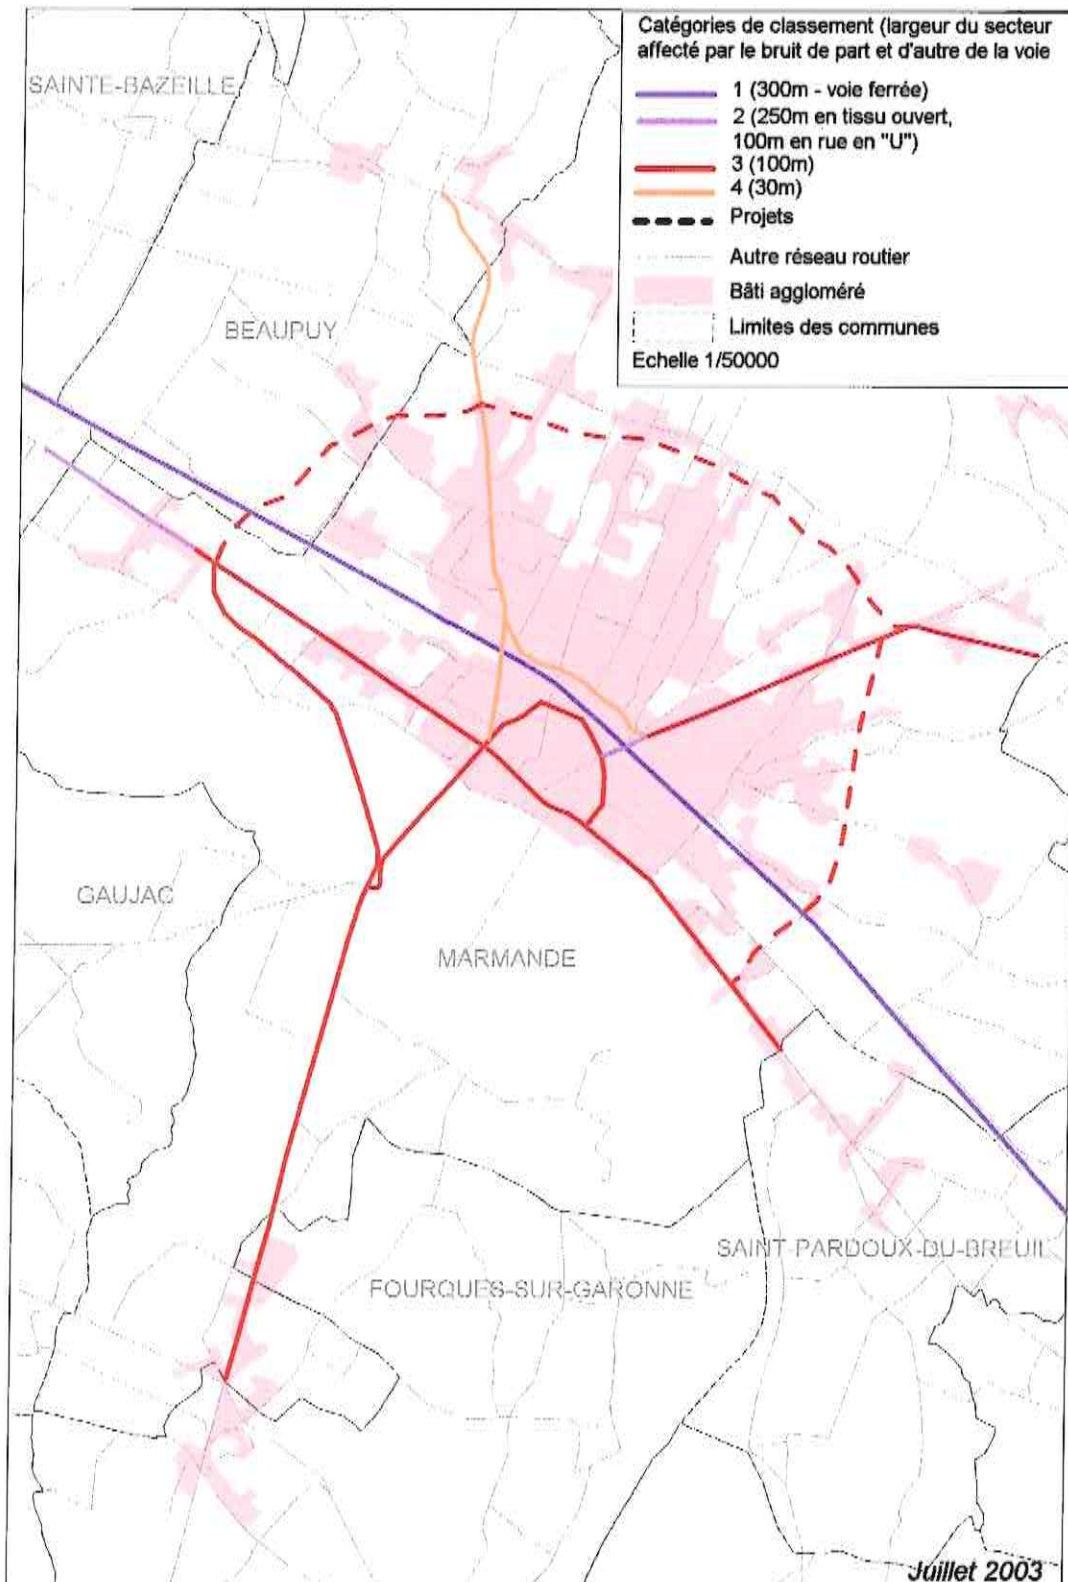 Catégories de classement (largeur du secteur
affecté par le bruit de part et d'autre de la voie
1 (300m - voie ferrée)
2 (250m en tissu ouvert,
100m en rue en "U")
3 (100m)
4 (30m)
Projets
Autre réseau routier
Bâti aggloméré
Limites des communes
Echelle 1/50000
SAINTE-BAZEILLE
BEAUPUY
GAUJAC
MARMANDE
SAINT-PARDOUX-DU-BREUIL
FOURQUES-SUR-GARONNE
Juillet 2003